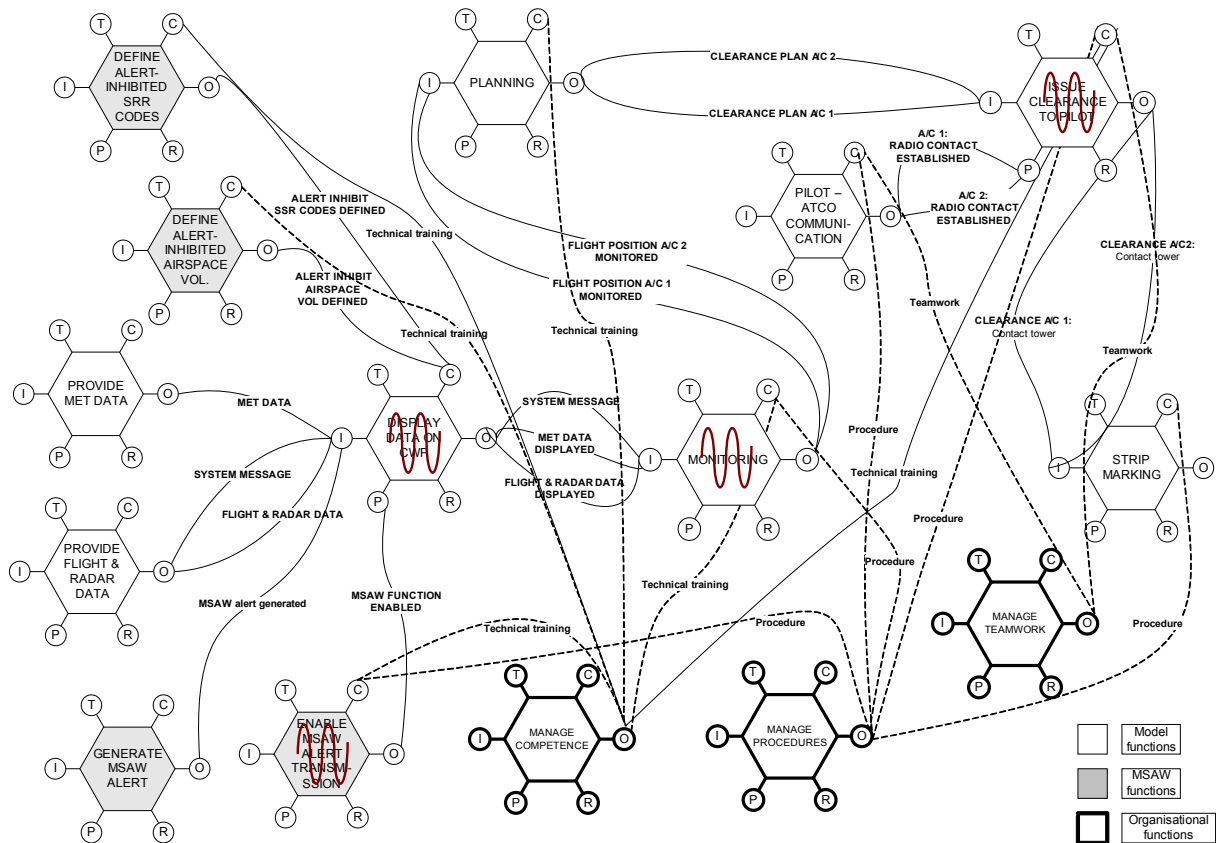 T
C
DEFINE
ALERT-
INHIBITED
SRR
CODES
I
O
P
R
T
C
PLANNING
I
O
P
R
CLEARANCE PLAN A/C 2
CLEARANCE PLAN A/C 1
T
C
ISSUE
CLEARANCE
TO PILOT
I
O
P
R
A/C 1:
RADIO CONTACT
ESTABLISHED
A/C 2:
RADIO CONTACT
ESTABLISHED
T
C
PILOT –
ATCO
COMMUNI-
CATION
I
O
P
R
T
C
DEFINE
ALERT-
INHIBITED
AIRSPACE
VOL.
I
O
P
R
ALERT INHIBIT
SSR CODES DEFINED
Technical training
ALERT INHIBIT
AIRSPACE
VOL DEFINED
FLIGHT POSITION A/C 2
MONITORED
FLIGHT POSITION A/C 1
MONITORED
CLEARANCE A/C2:
Contact tower
Teamwork
CLEARANCE A/C 1:
Contact tower
Teamwork
Technical training
Technical training
T
C
PROVIDE
MET DATA
I
O
P
R
MET DATA
T
C
DISPLAY
DATA ON
CWP
I
O
P
R
SYSTEM MESSAGE
MET DATA
DISPLAYED
FLIGHT & RADAR DATA
DISPLAYED
T
C
MONITORING
I
O
P
R
Procedure
Technical training
T
C
STRIP
MARKING
I
O
P
R
SYSTEM MESSAGE
FLIGHT & RADAR DATA
T
C
PROVIDE
FLIGHT &
RADAR
DATA
I
O
P
R
Procedure
Procedure
Technical training
MSAW alert generated
MSAW FUNCTION
ENABLED
Technical training
Procedure
T
C
MANAGE
TEAMWORK
I
O
P
R
Procedure
T
C
GENERATE
MSAW
ALERT
I
O
P
R
T
C
ENABLE
MSAW
ALERT
TRANSMI-
SSION
I
O
P
R
T
C
MANAGE
COMPETENCE
I
O
P
R
T
C
MANAGE
PROCEDURES
I
O
P
R
Model
functions
MSAW
functions
Organisational
functions